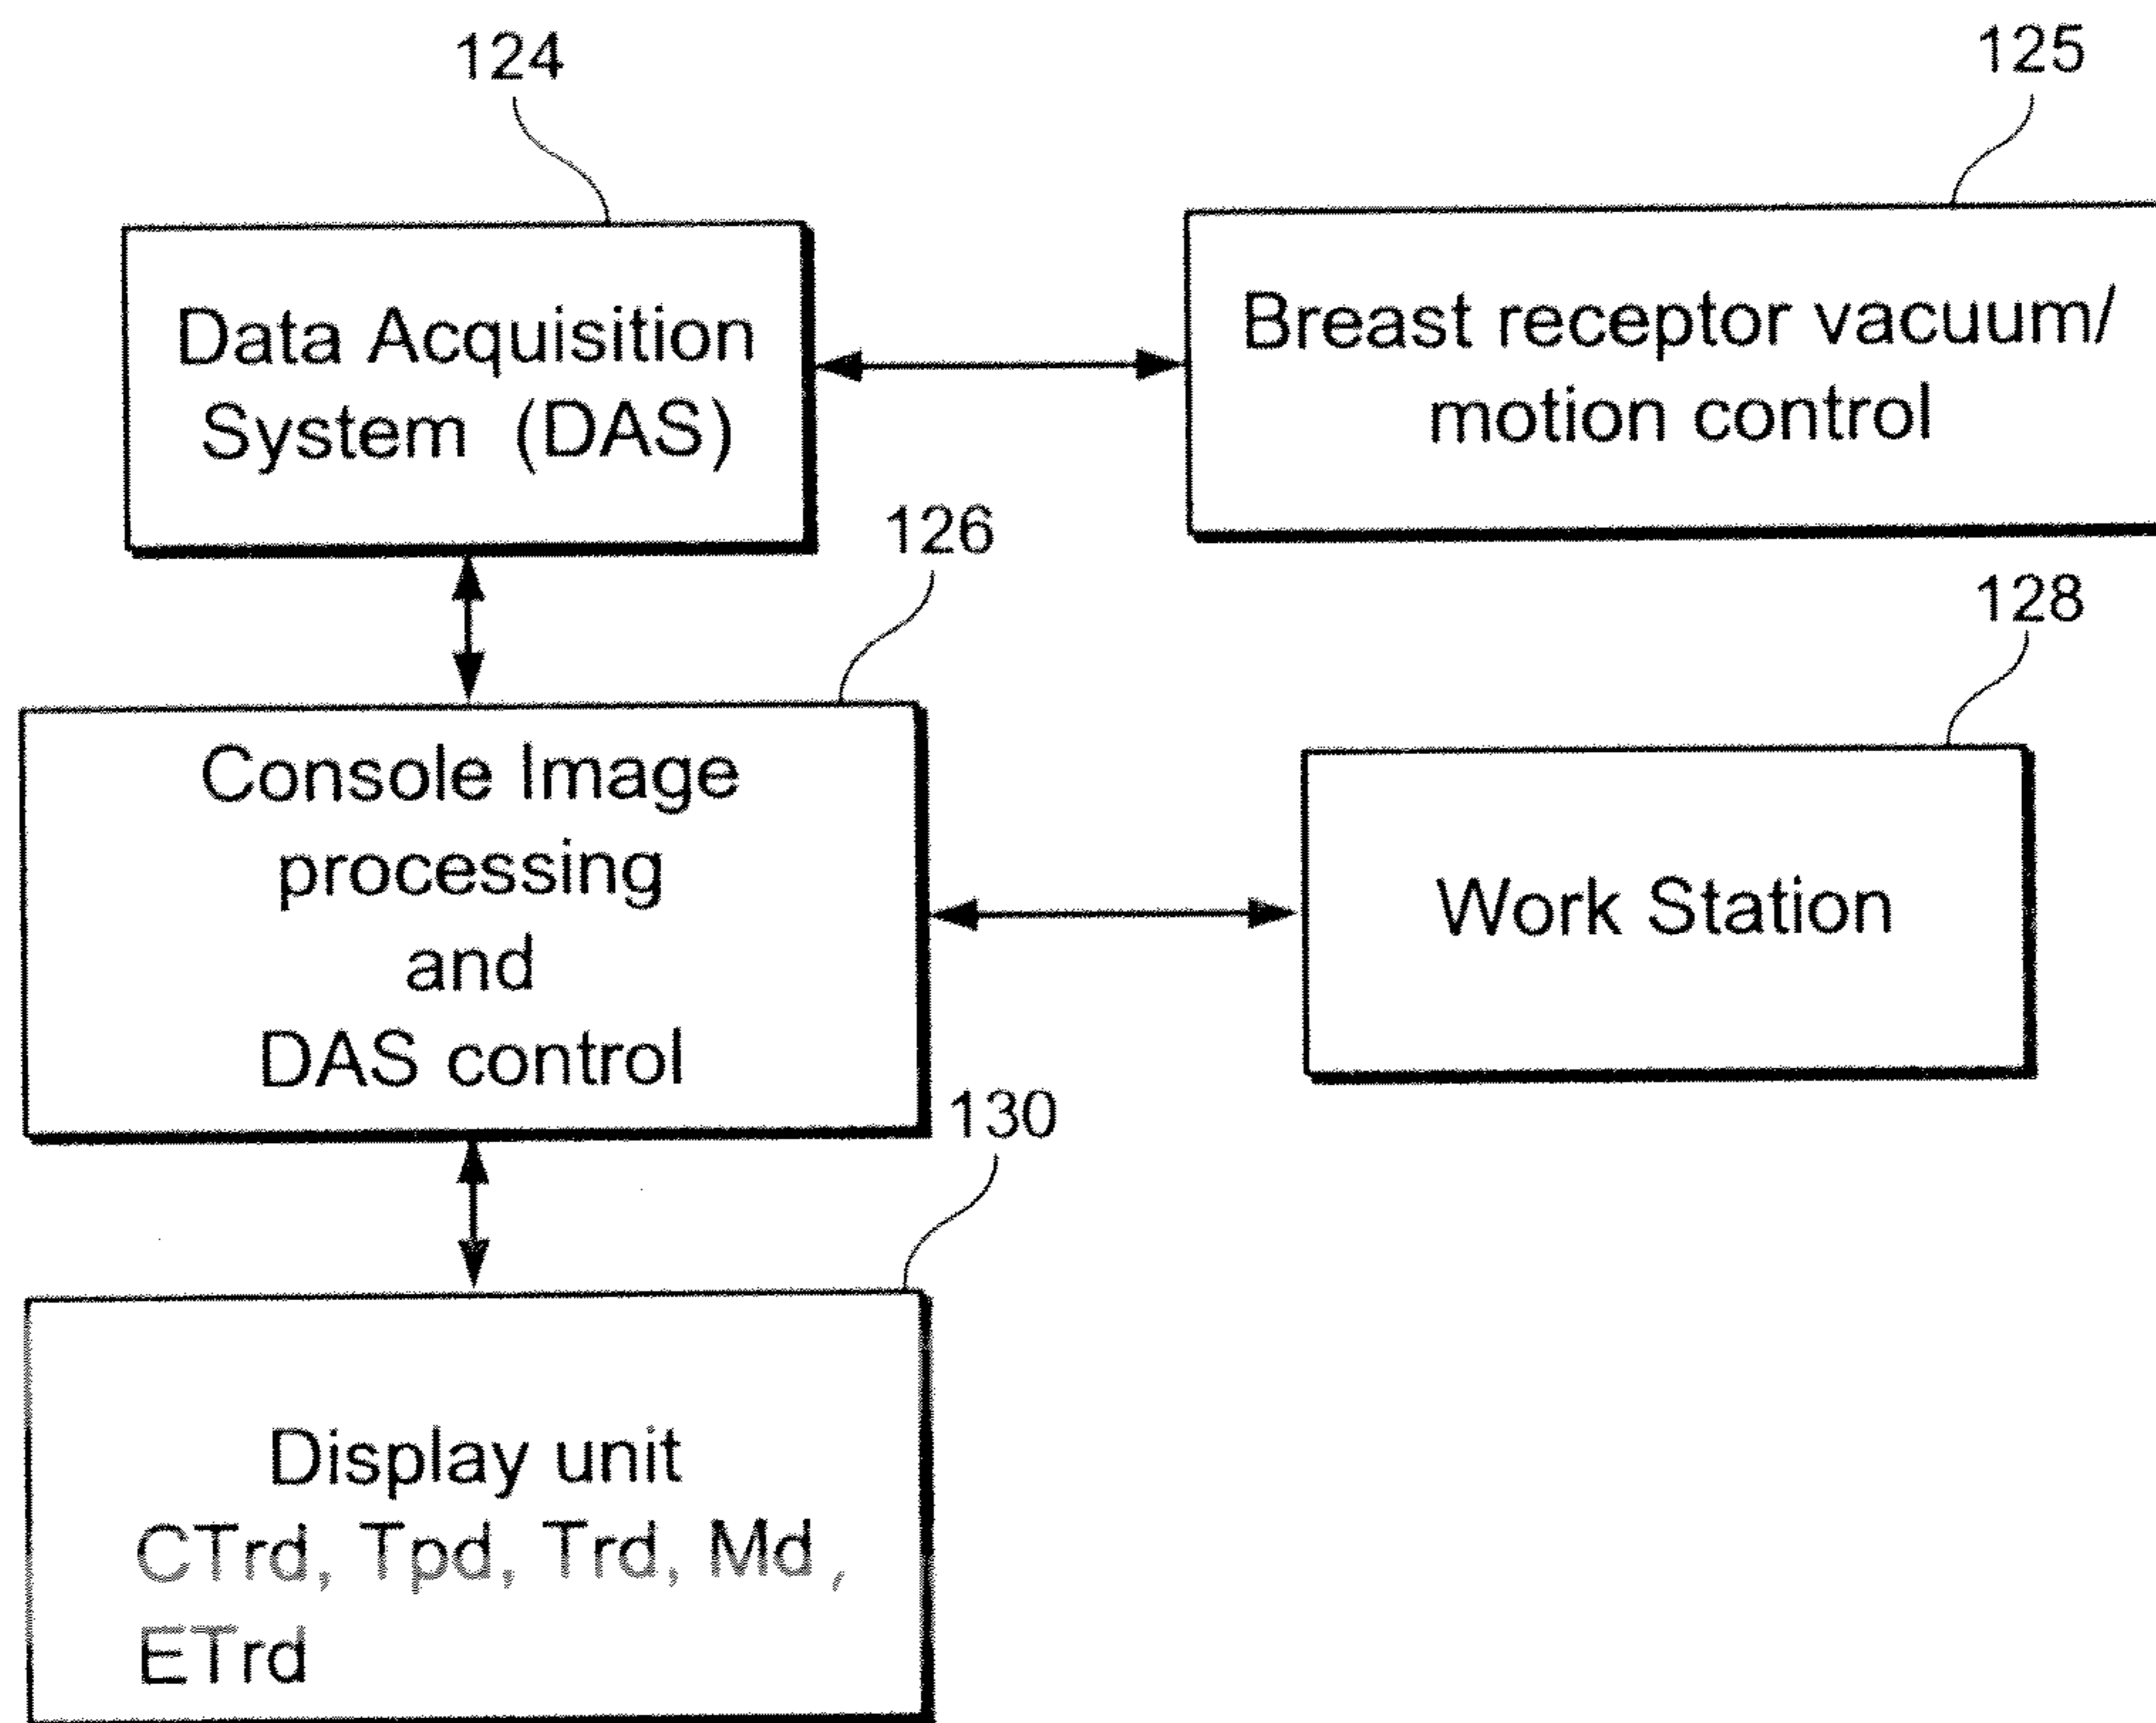 124
125
Data Acquisition
System (DAS)
Breast receptor vacuum/
motion control
126
128
Console Image
processing
and
DAS control
Work Station
130
Display unit
CTrd, Tpd, Trd, Md,
ETrd